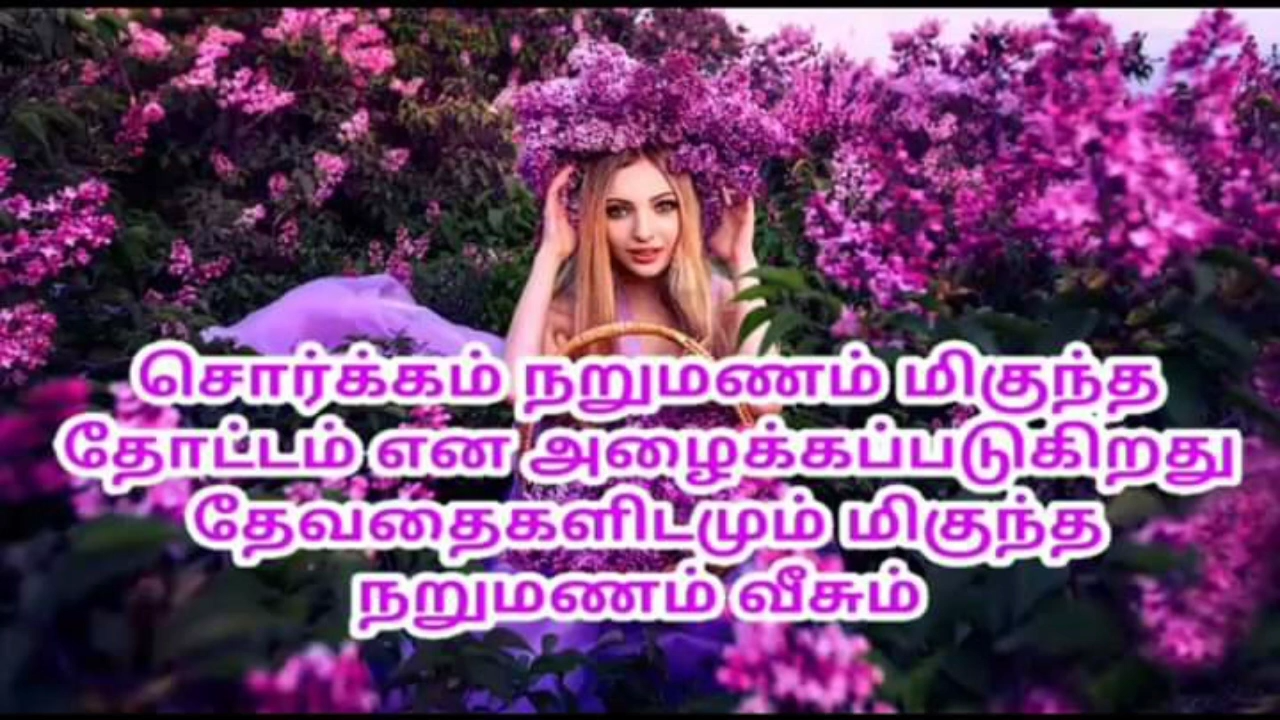 சொர்க்கம் நறுமணம் மிகுந்த
தோட்டம் என அழைக்கப்படுகிறது
தேவதைகளிடமும் மிகுந்த
நறுமணம் வீசும்